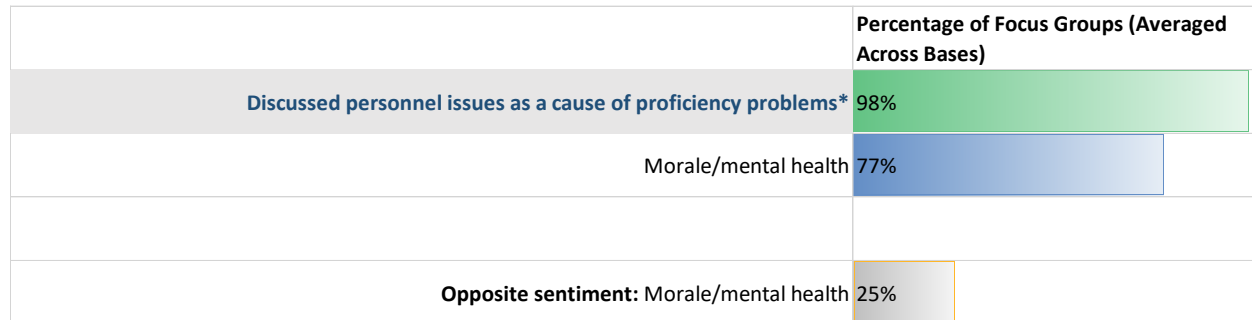 Percentage of Focus Groups (Averaged
Across Bases)
Discussed personnel issues as a cause of proficiency problems* 98%
Morale/mental health 77%
Opposite sentiment: Morale/mental health 25%